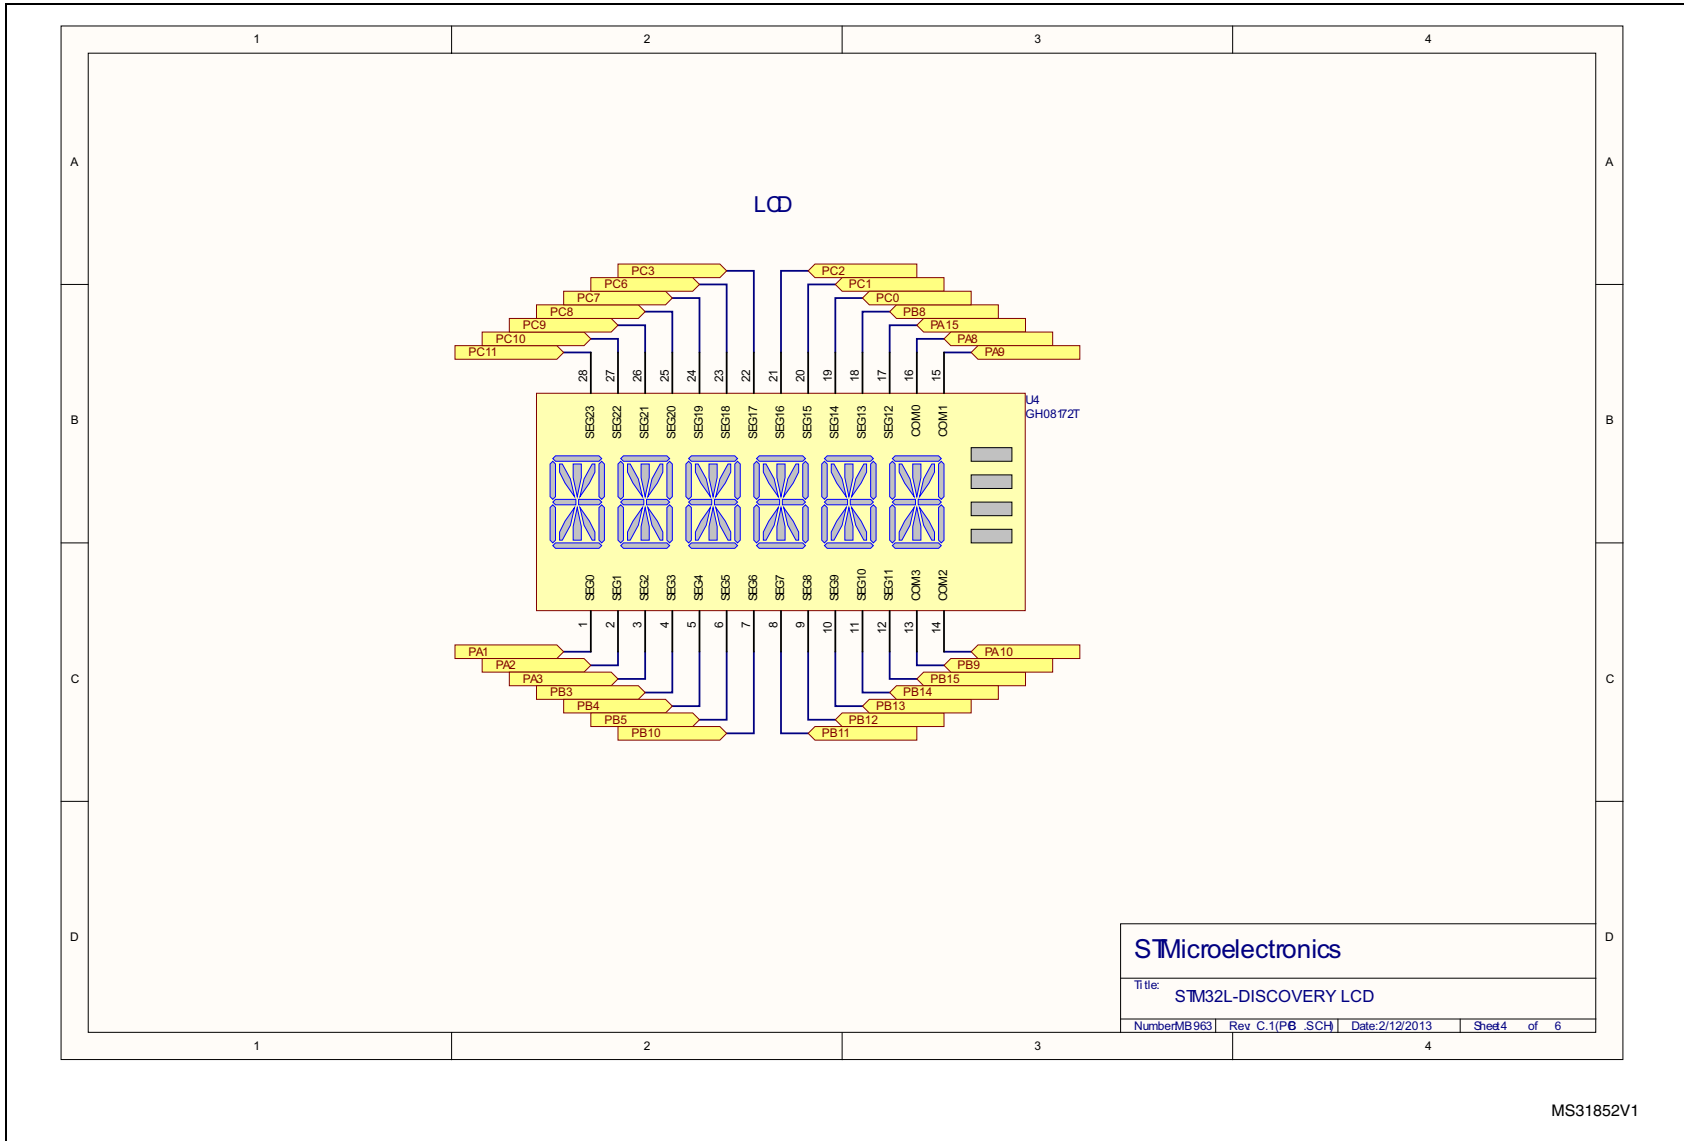 1 2 3 4
A A
LCD
PC3 PC2
PC6 PC1
PC7 PC0
PC8 PB8
PC9 PA15
PC10 PA8
PC11 PA9
28 27 26 25 24 23 22 21 20 19 18 17 16 15
U4
GH08172T
SEG23 SEG22 SEG21 SEG20 SEG19 SEG18 SEG17 SEG16 SEG15 SEG14 SEG13 SEG12 COM0 COM1
B B
SEG0 SEG1 SEG2 SEG3 SEG4 SEG5 SEG6 SEG7 SEG8 SEG9 SEG10 SEG11 COM3 COM2
1 2 3 4 5 6 7 8 9 10 11 12 13 14
PA1 PA10
PA2 PB9
PA3 PB15
PB3 PB14
PB4 PB13
PB5 PB12
PB10 PB11
C C
D D
STMicroelectronics
Title: STM32L-DISCOVERY LCD
Number:MB963 Rev C.1(PCB .SCH) Date:2/12/2013 Sheet4 of 6
1 2 3 4
MS31852V1